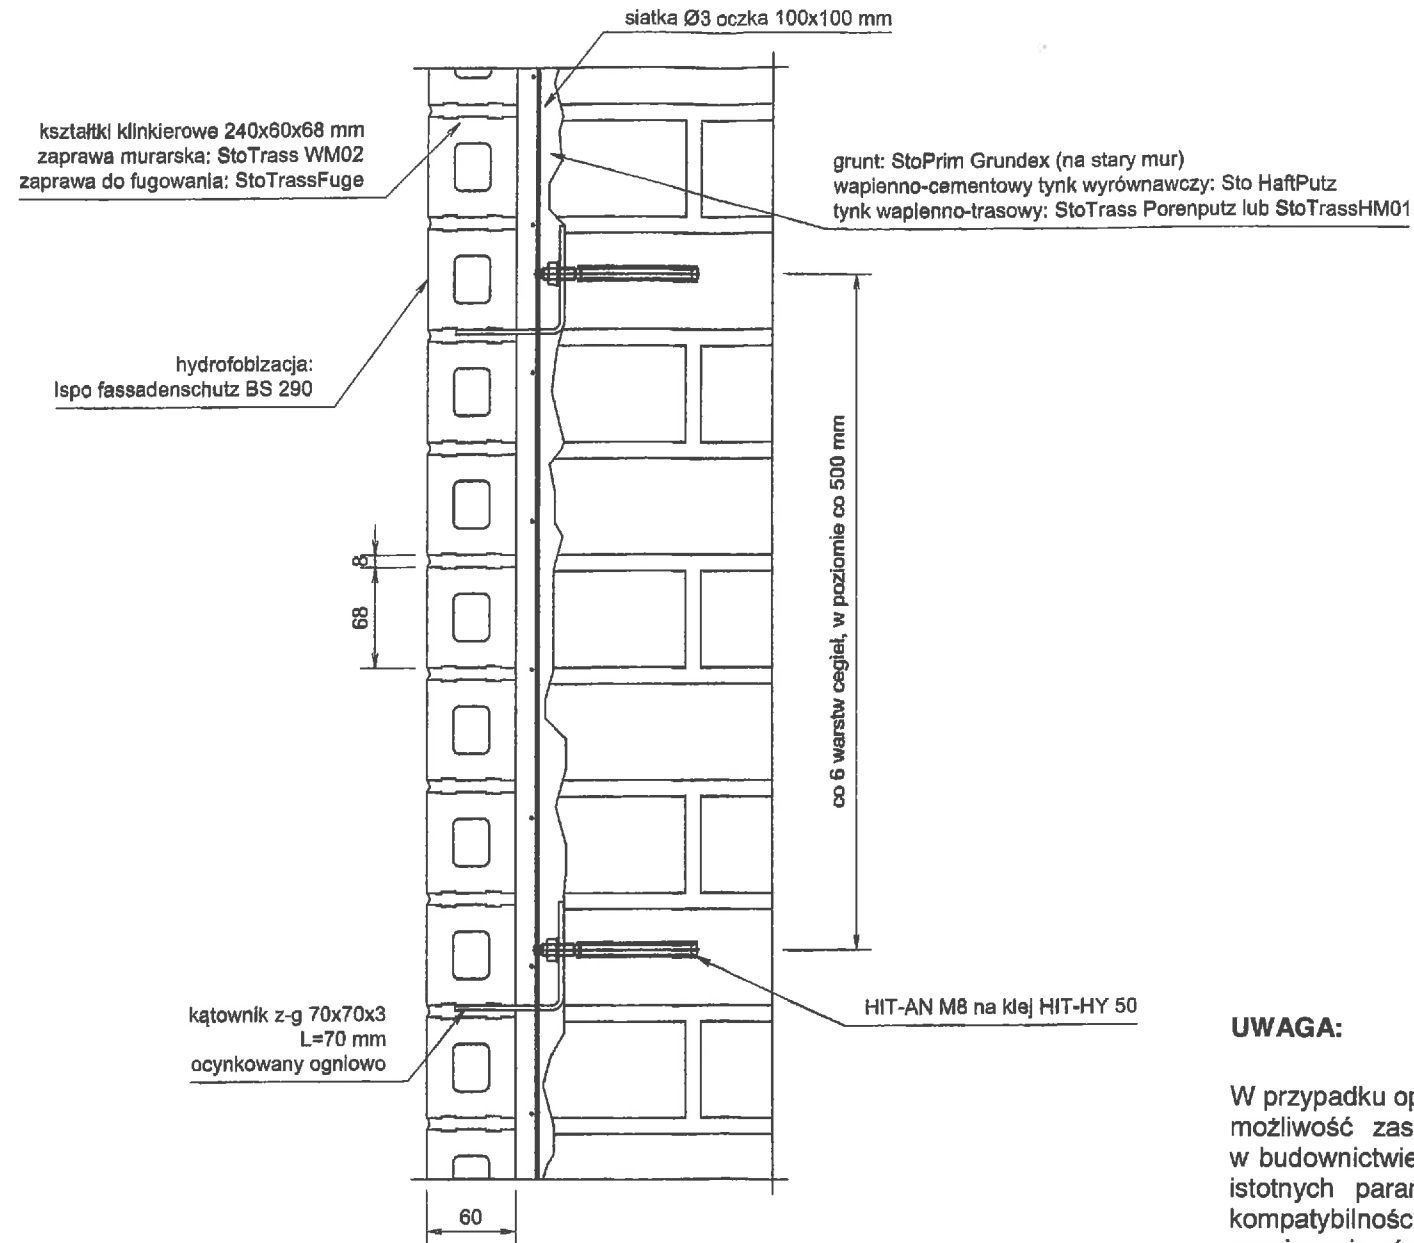 siatka Ø3 oczka 100x100 mm
kształtki klinkierowe 240x60x68 mm
zaprawa murarska: StoTrass WM02
zaprawa do fugowania: StoTrassFuge
grunt: StoPrim Grundex (na stary mur)
wapienno-cementowy tynk wyrównawczy: Sto HaftPutz
tynk wapienno-trasowy: StoTrass Porenputz lub StoTrassHM01
hydrofobizacja:
Ispo fassadenschutz BS 290
8
68
co 6 warstw cegieł, w poziomie co 500 mm
kątownik z-g 70x70x3
L=70 mm
ocynkowany ogniowo
HIT-AN M8 na klej HIT-HY 50
60
UWAGA:
W przypadku op
możliwość zas
w budownictwie
istotnych parar
kompatybilnośc